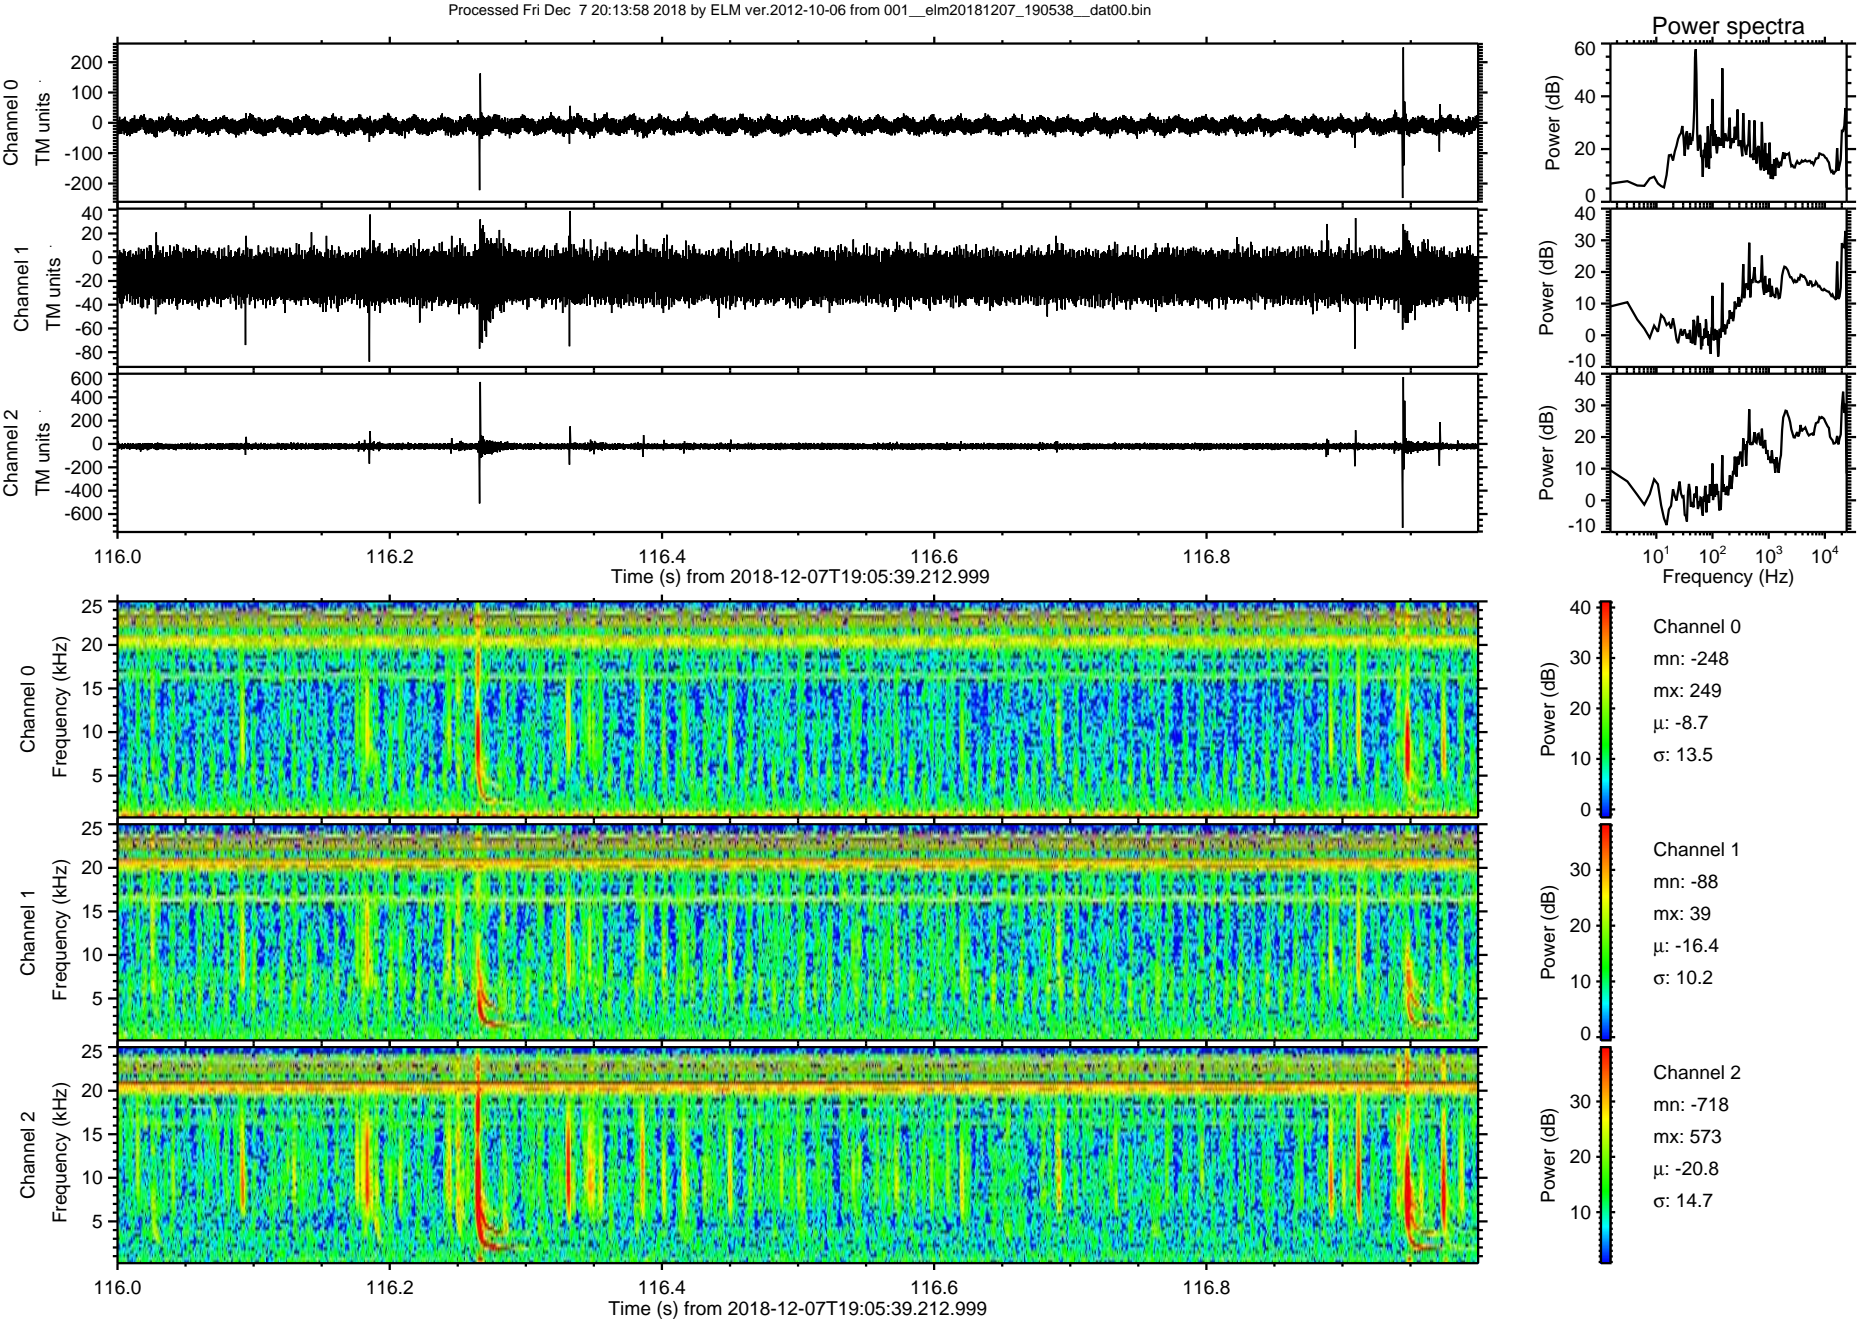 Processed Fri Dec  7 20:13:58 2018 by ELM ver.2012-10-06 from 001__elm20181207_190538__dat00.bin
Power spectra
Channel 0
TM units
200
100
0
-100
-200
Power (dB)
60
40
20
0
Channel 1
TM units
40
20
0
-20
-40
-60
-80
Power (dB)
40
30
20
10
0
-10
Channel 2
TM units
600
400
200
0
-200
-400
-600
Power (dB)
40
30
20
10
0
-10
116.0 116.2 116.4 116.6 116.8
Time (s) from 2018-12-07T19:05:39.212.999
10¹ 10² 10³ 10⁴
Frequency (Hz)
Channel 0
Frequency (kHz)
25
20
15
10
5
Power (dB)
40
30
20
10
0
Channel 0
mn: -248
mx: 249
μ: -8.7
σ: 13.5
Channel 1
Frequency (kHz)
25
20
15
10
5
Power (dB)
30
20
10
0
Channel 1
mn: -88
mx: 39
μ: -16.4
σ: 10.2
Channel 2
Frequency (kHz)
25
20
15
10
5
Power (dB)
30
20
10
Channel 2
mn: -718
mx: 573
μ: -20.8
σ: 14.7
116.0 116.2 116.4 116.6 116.8
Time (s) from 2018-12-07T19:05:39.212.999